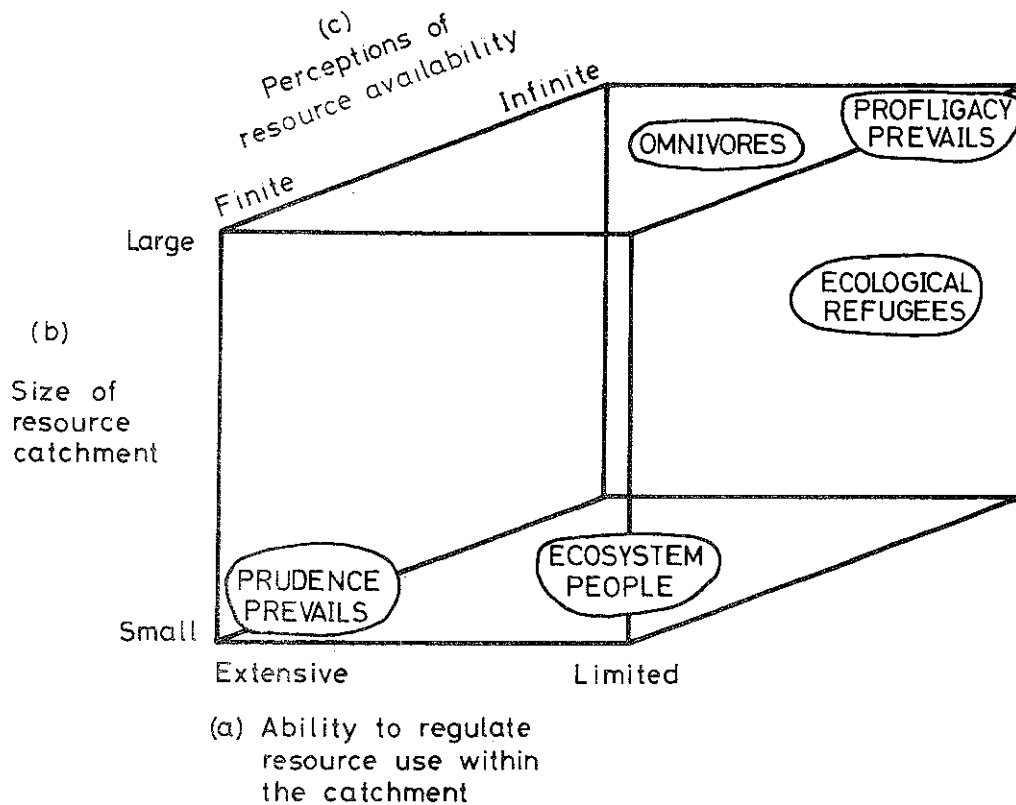 (c)
Perceptions of
resource availability
Infinite
Finite
OMNIVORES
PROFLIGACY
PREVAILS
Large
ECOLOGICAL
REFUGEES
(b)
Size of
resource
catchment
PRUDENCE
PREVAILS
ECOSYSTEM
PEOPLE
Small
Extensive
Limited
(a) Ability to regulate
resource use within
the catchment